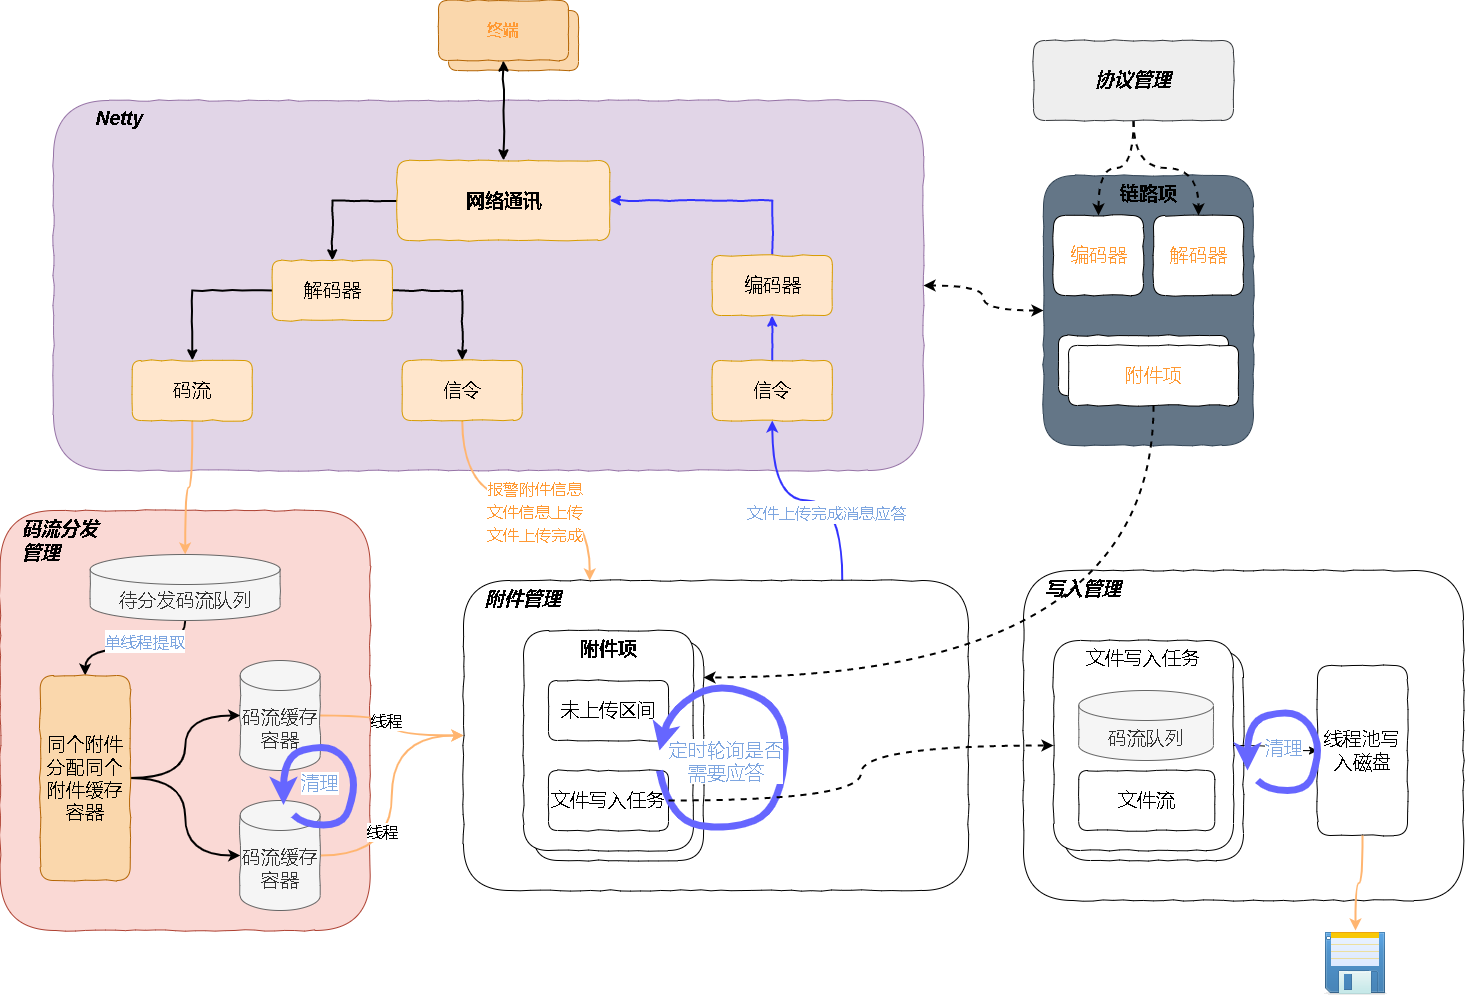 终端
协议管理
Netty
网络通讯
解码器
编码器
码流
信令
信令
链路项
编码器
解码器
附件项
报警附件信息
文件信息上传
文件上传完成
文件上传完成消息应答
码流分发
管理
待分发码流队列
单线程提取
同个附件
分配同个
附件缓存
容器
码流缓存
容器
清理
码流缓存
容器
线程
线程
附件管理
附件项
未上传区间
定时轮询是否
需要应答
文件写入任务
写入管理
文件写入任务
码流队列
文件流
清理
线程池写
入磁盘